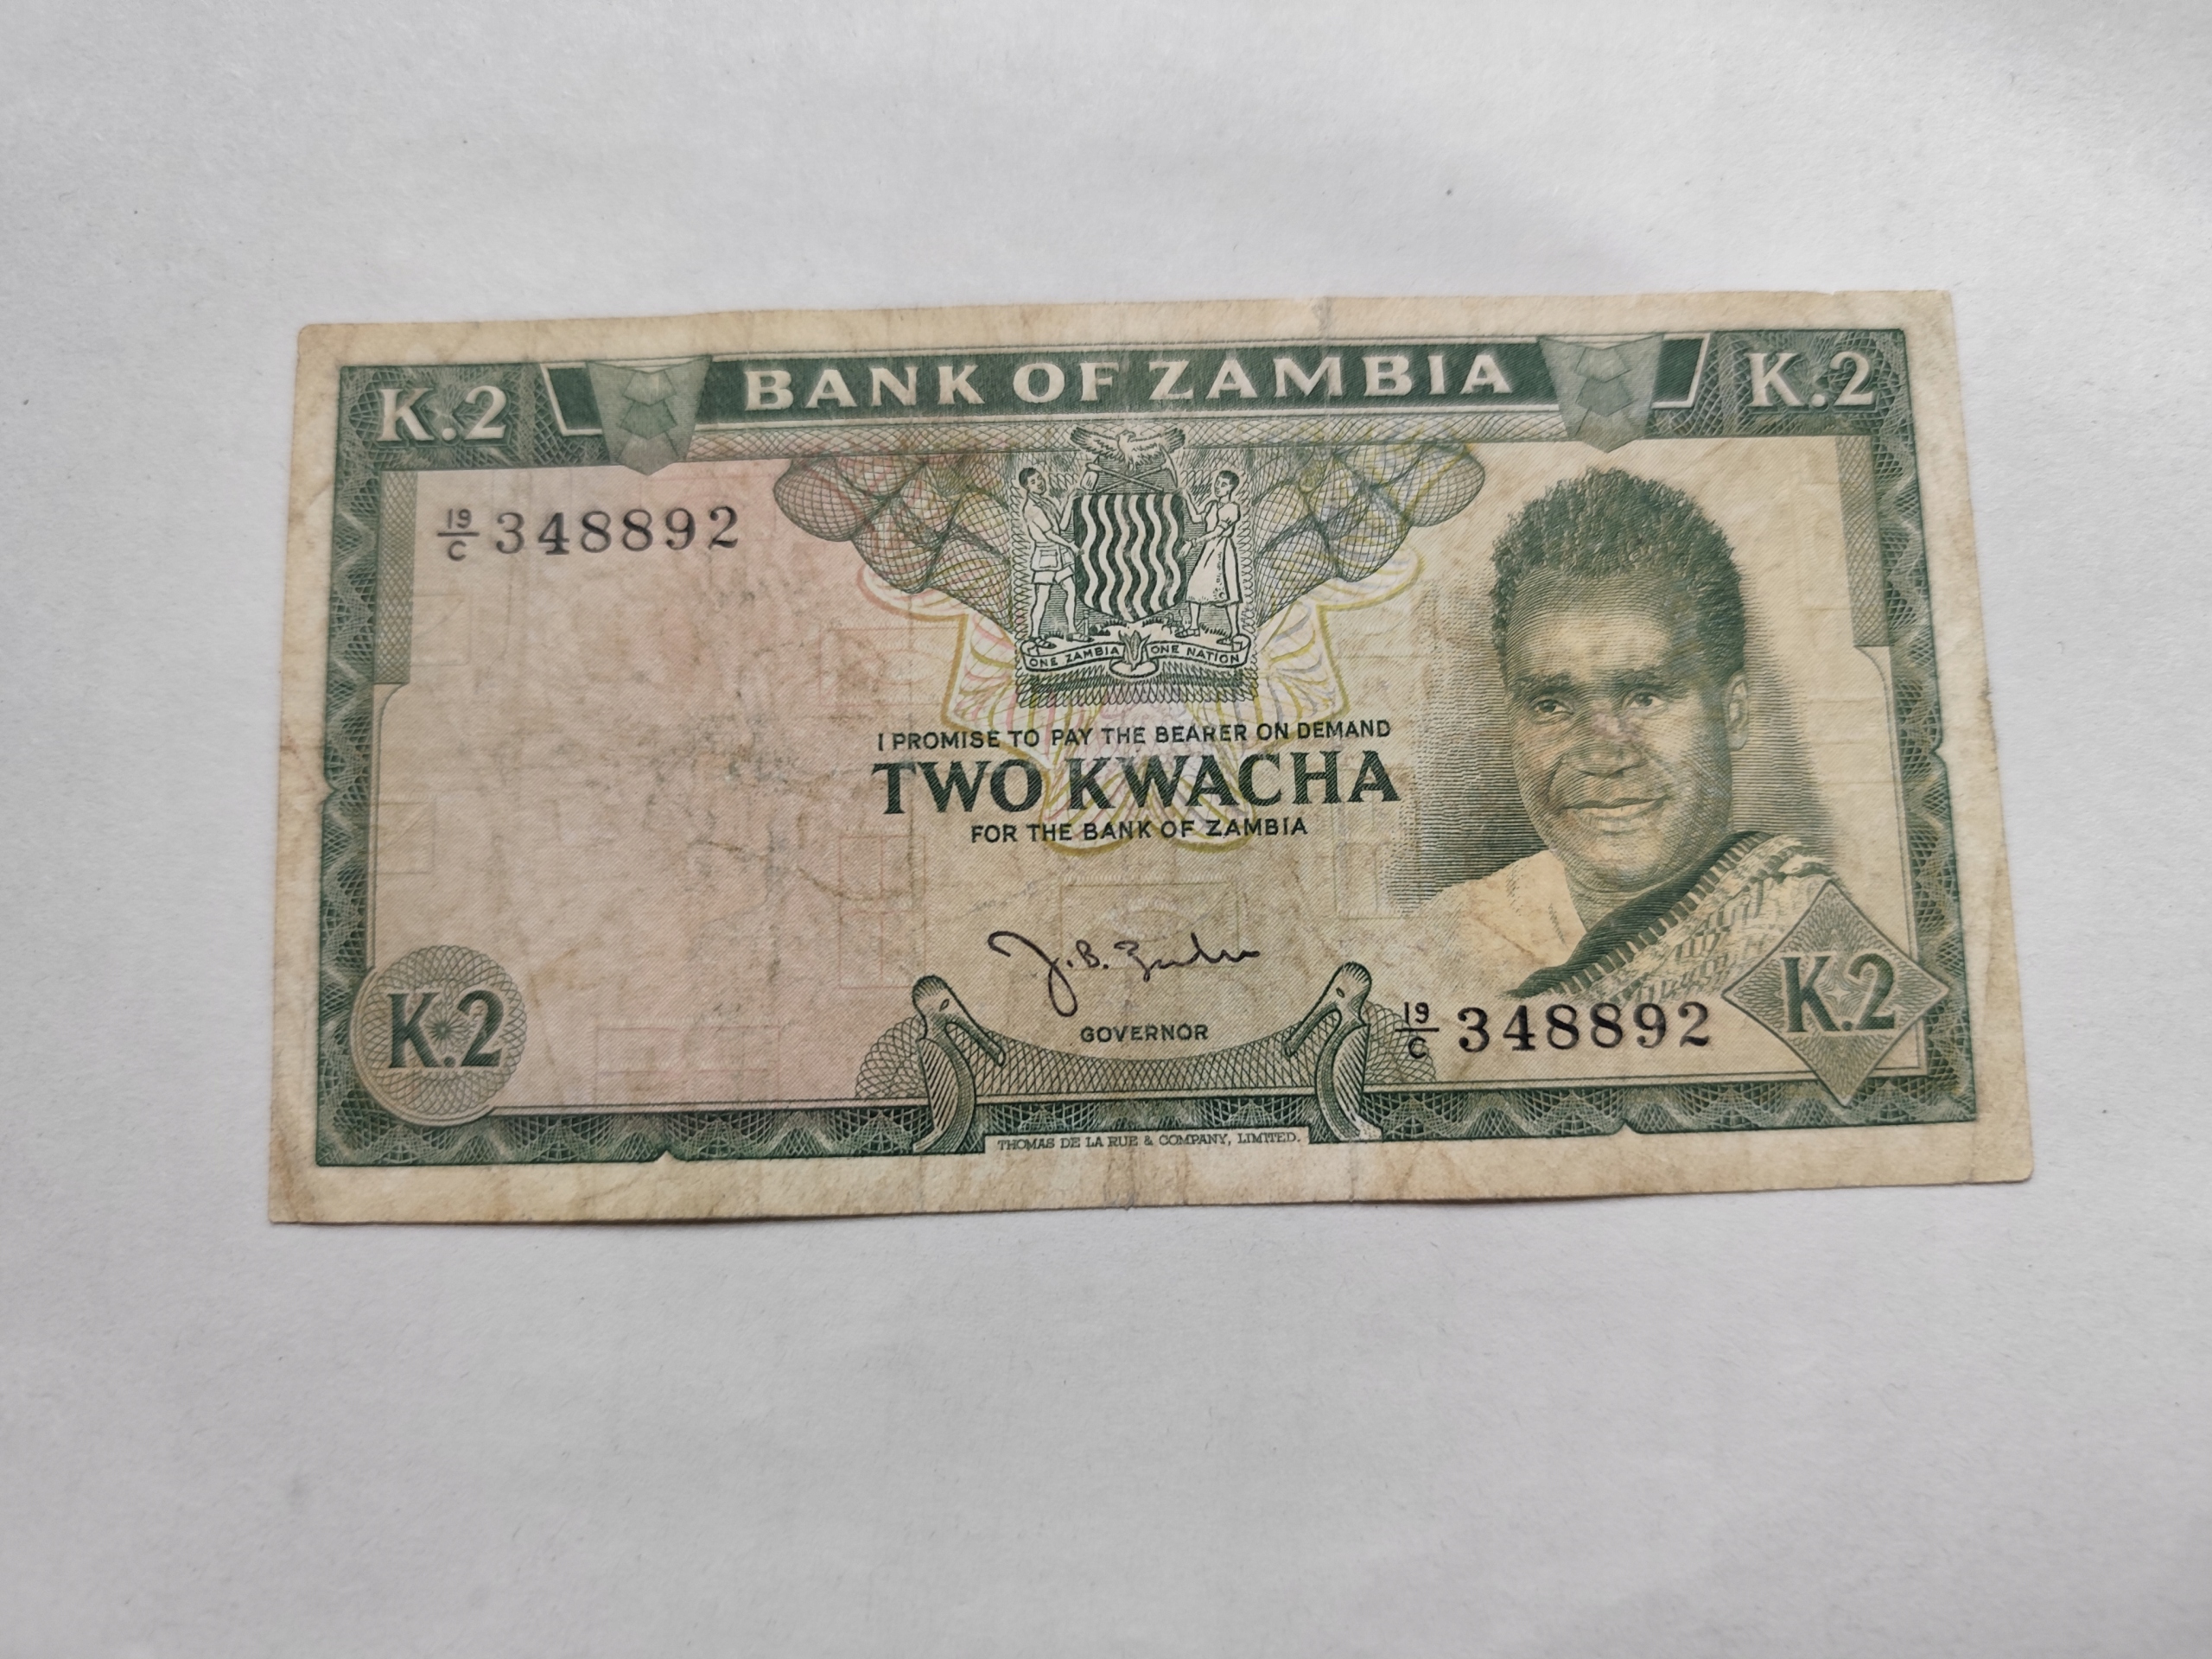 K.2 BANK OF ZAMBIA K.2
19/C 348892
ONE ZAMBIA ONE NATION
I PROMISE TO PAY THE BEARER ON DEMAND
TWO KWACHA
FOR THE BANK OF ZAMBIA
J.B. Zulu
GOVERNOR
19/C 348892
K.2 K.2
THOMAS DE LA RUE & COMPANY, LIMITED.